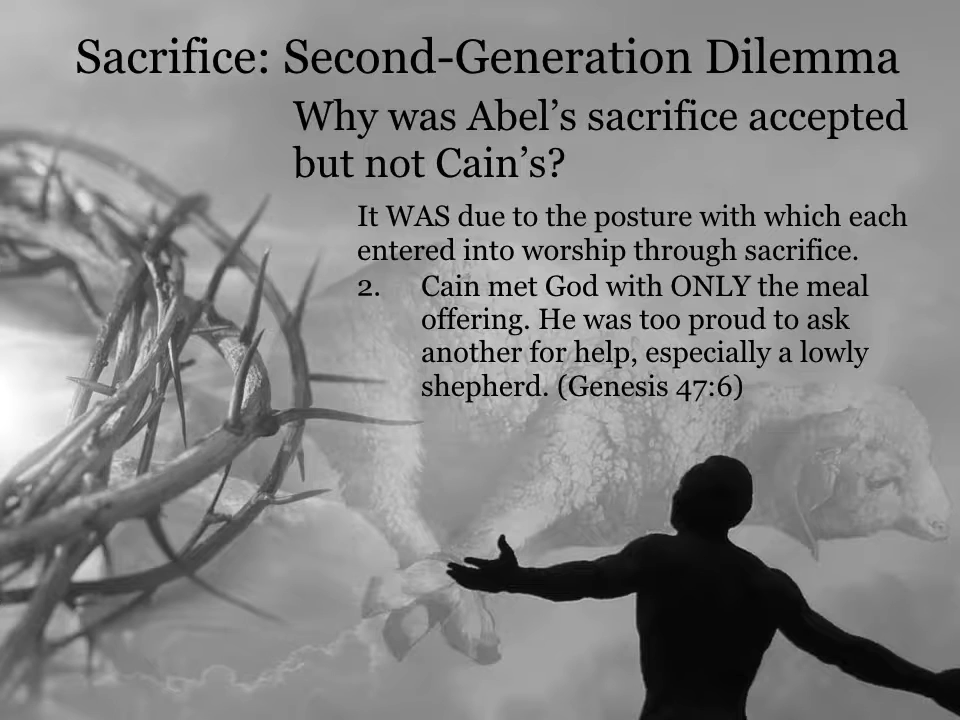 Sacrifice: Second-Generation Dilemma
Why was Abel’s sacrifice accepted
but not Cain’s?
It WAS due to the posture with which each
entered into worship through sacrifice.
2. Cain met God with ONLY the meal
offering. He was too proud to ask
another for help, especially a lowly
shepherd. (Genesis 47:6)